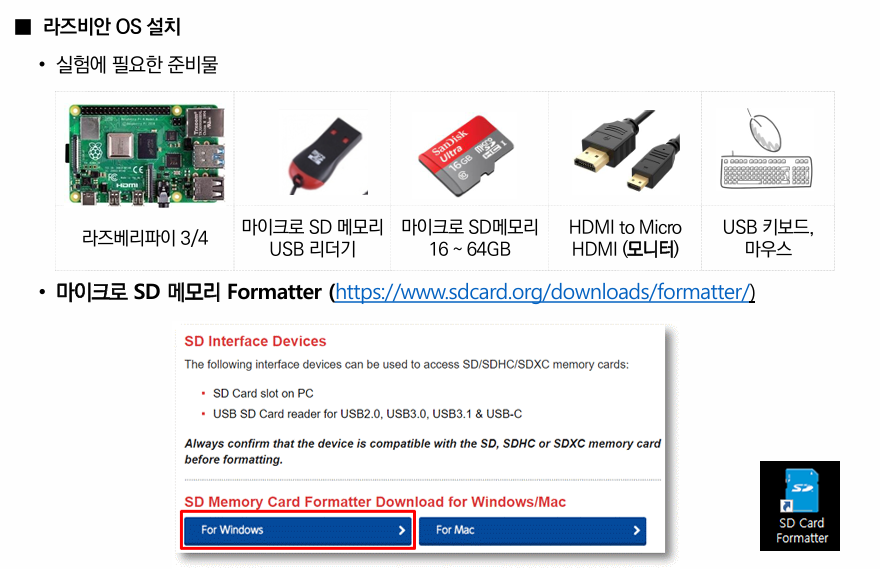 ■ 라즈비안 OS 설치
• 실험에 필요한 준비물
HDMI
SanDisk
Ultra
16GB
micro
라즈베리파이 3/4
마이크로 SD 메모리
USB 리더기
마이크로 SD메모리
16 ~ 64GB
HDMI to Micro
HDMI (모니터)
USB 키보드,
마우스
• 마이크로 SD 메모리 Formatter (https://www.sdcard.org/downloads/formatter/)
SD Interface Devices
The following interface devices can be used to access SD/SDHC/SDXC memory cards:
• SD Card slot on PC
• USB SD Card reader for USB2.0, USB3.0, USB3.1 & USB-C
Always confirm that the device is compatible with the SD, SDHC or SDXC memory card
before formatting.
SD Memory Card Formatter Download for Windows/Mac
For Windows
For Mac
SD
SD Card
Formatter